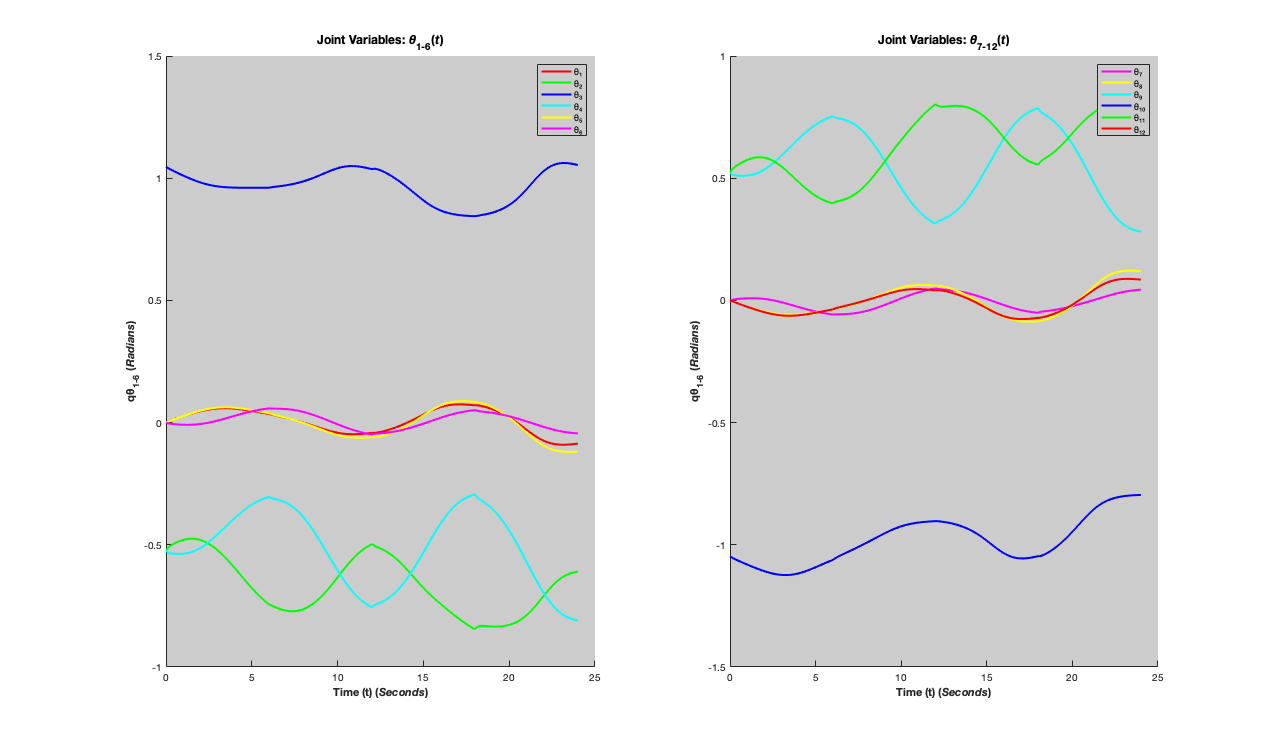 Joint Variables: θ1-6(t)
1.5
1
0.5
0
-0.5
-1
0 5 10 15 20 25
qθ1-6 (Radians)
Time (t) (Seconds)
θ1
θ2
θ3
θ4
θ5
θ6
Joint Variables: θ7-12(t)
1
0.5
0
-0.5
-1
-1.5
0 5 10 15 20 25
qθ1-6 (Radians)
Time (t) (Seconds)
θ7
θ8
θ9
θ10
θ11
θ12